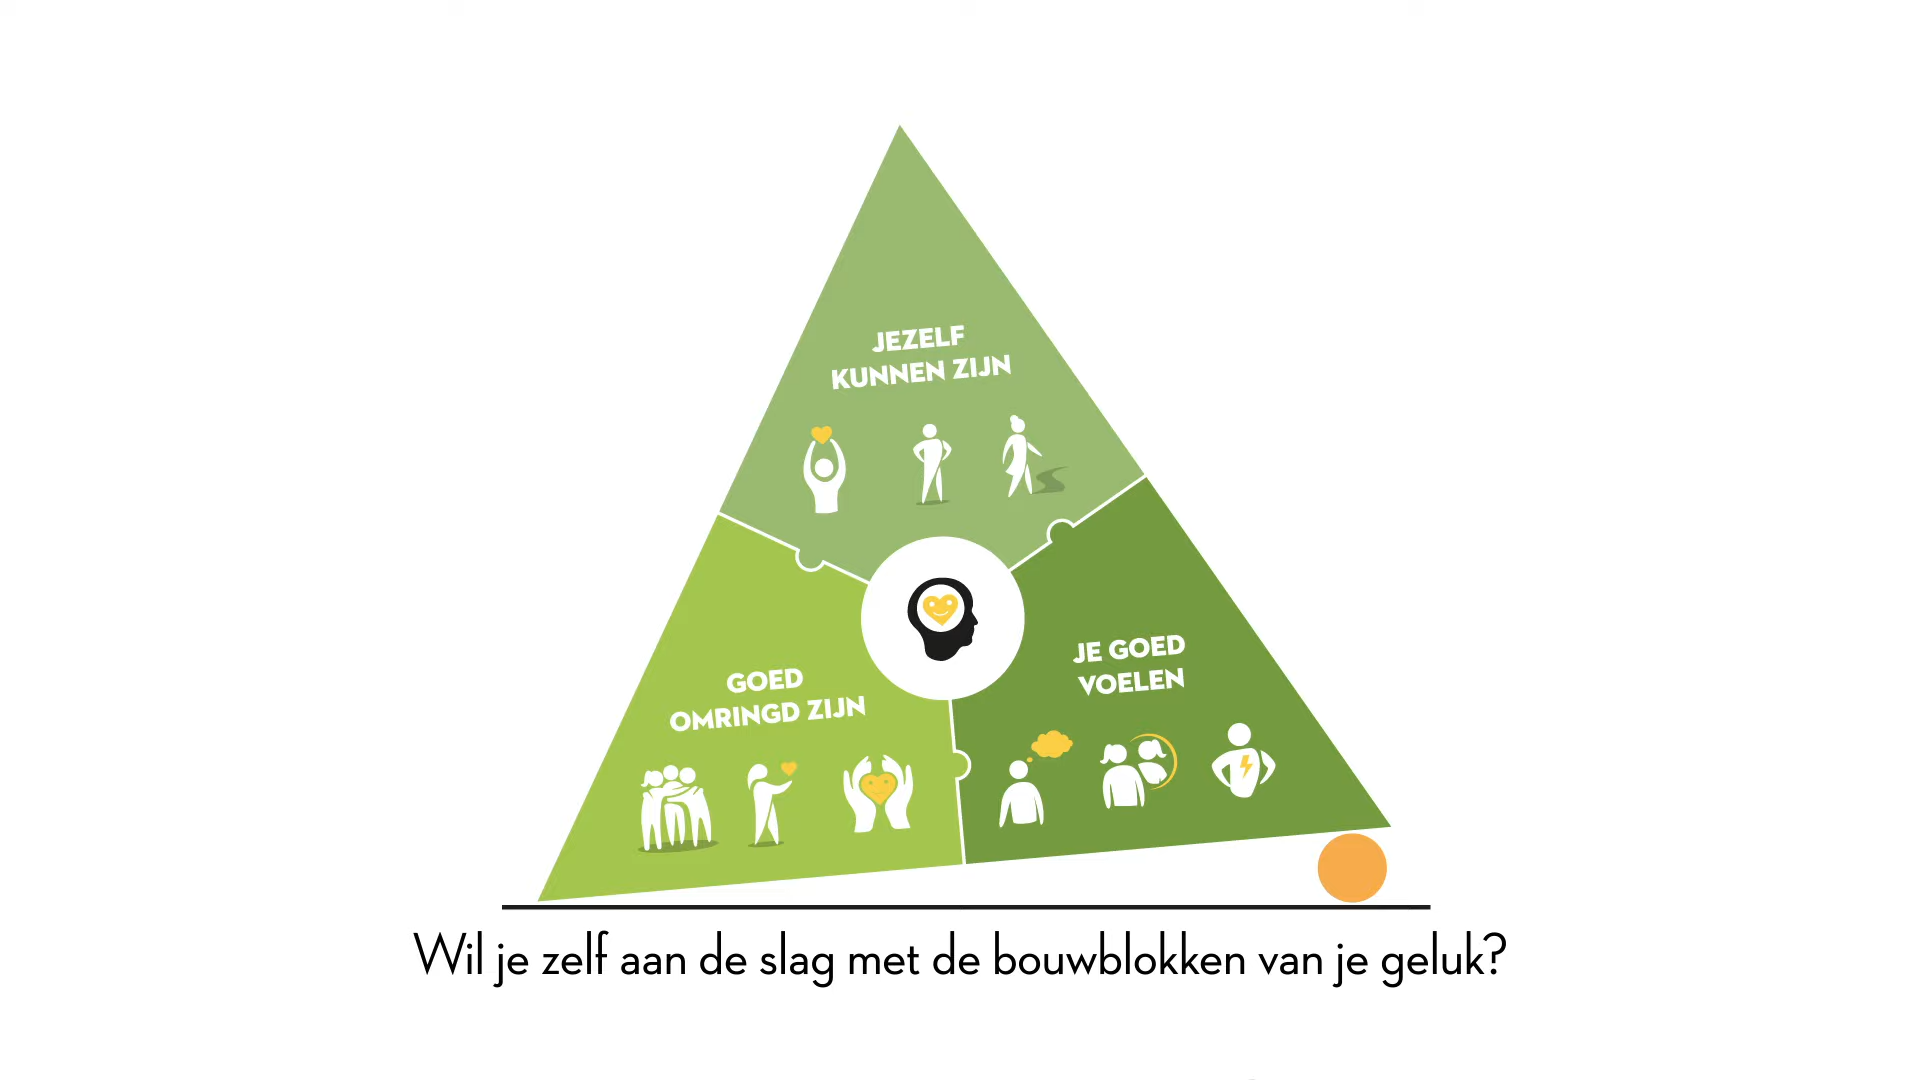 JEZELF
KUNNEN ZIJN
GOED
OMRINGD ZIJN
JE GOED
VOELEN
Wil je zelf aan de slag met de bouwblokken van je geluk?